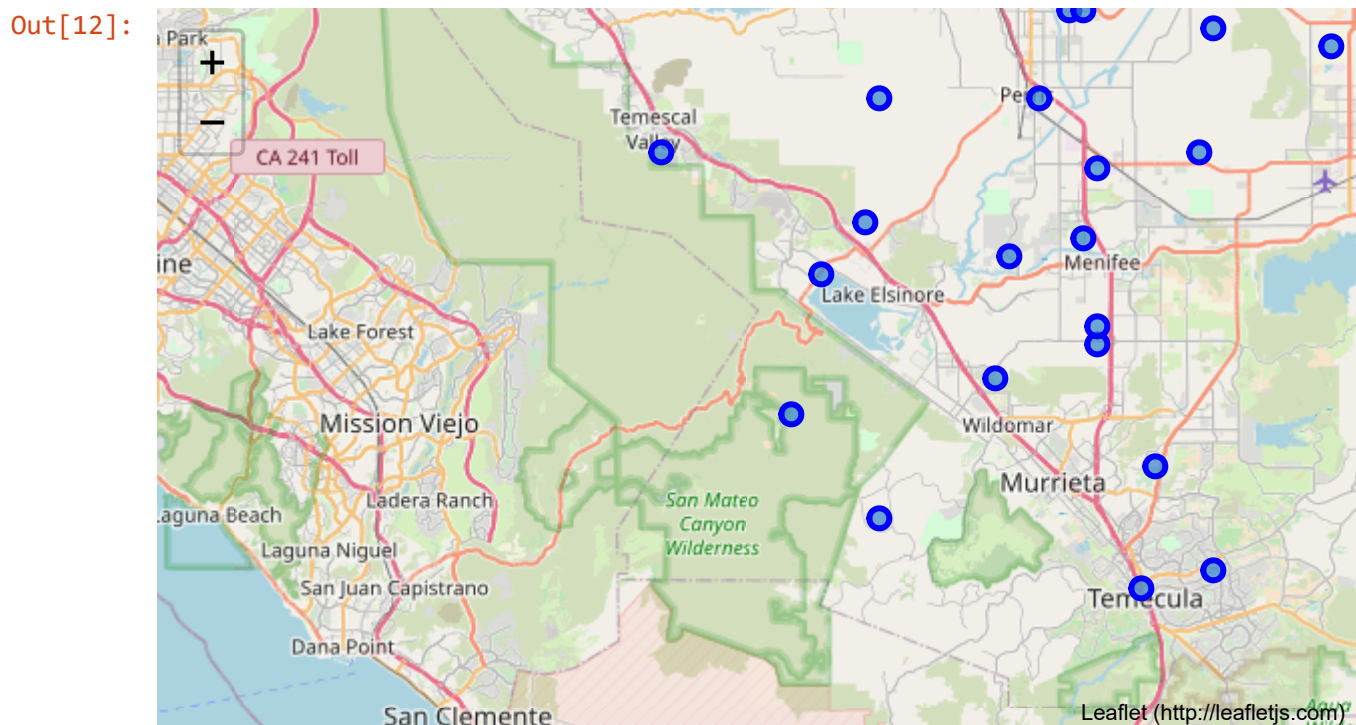 Out[12]:
a Park
+
−
CA 241 Toll
Temescal
Valley
Lake Elsinore
Menifee
ine
Lake Forest
Mission Viejo
Wildomar
Murrieta
Ladera Ranch
San Mateo
Canyon
Wilderness
Laguna Beach
Laguna Niguel
San Juan Capistrano
Temecula
Dana Point
San Clemente
Leaflet (http://leafletjs.com)